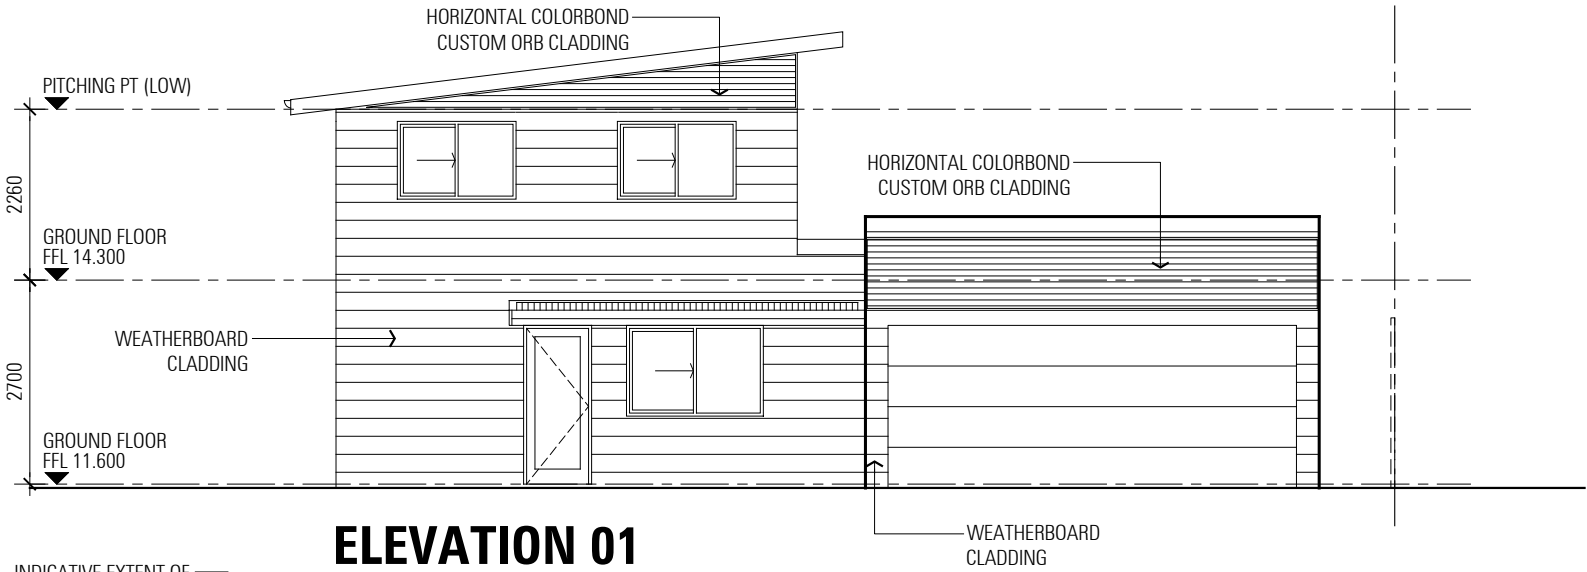 HORIZONTAL COLORBOND
CUSTOM ORB CLADDING
PITCHING PT (LOW)
HORIZONTAL COLORBOND
CUSTOM ORB CLADDING
2260
GROUND FLOOR
FFL 14.300
WEATHERBOARD
CLADDING
2700
GROUND FLOOR
FFL 11.600
ELEVATION 01
WEATHERBOARD
CLADDING
INDICATIVE EXTENT OF